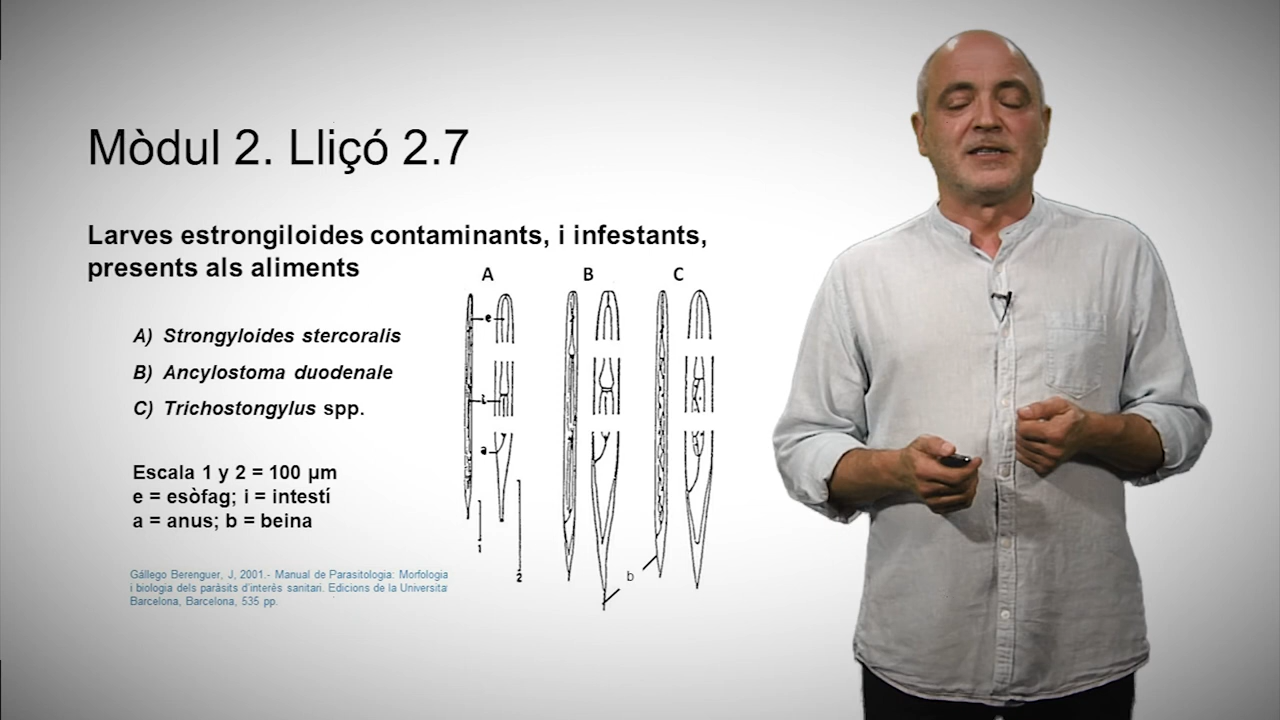 Mòdul 2. Lliçó 2.7
Larves estrongiloides contaminants, i infestants,
presents als aliments
A B C
A) Strongyloides stercoralis
B) Ancylostoma duodenale
C) Trichostongylus spp.
e
i
a
Escala 1 y 2 = 100 µm
e = esòfag; i = intestí
a = anus; b = beina
1
2
b
Gállego Berenguer, J, 2001.- Manual de Parasitologia: Morfologia
i biologia dels paràsits d'interès sanitari. Edicions de la Universita
Barcelona, Barcelona, 535 pp.